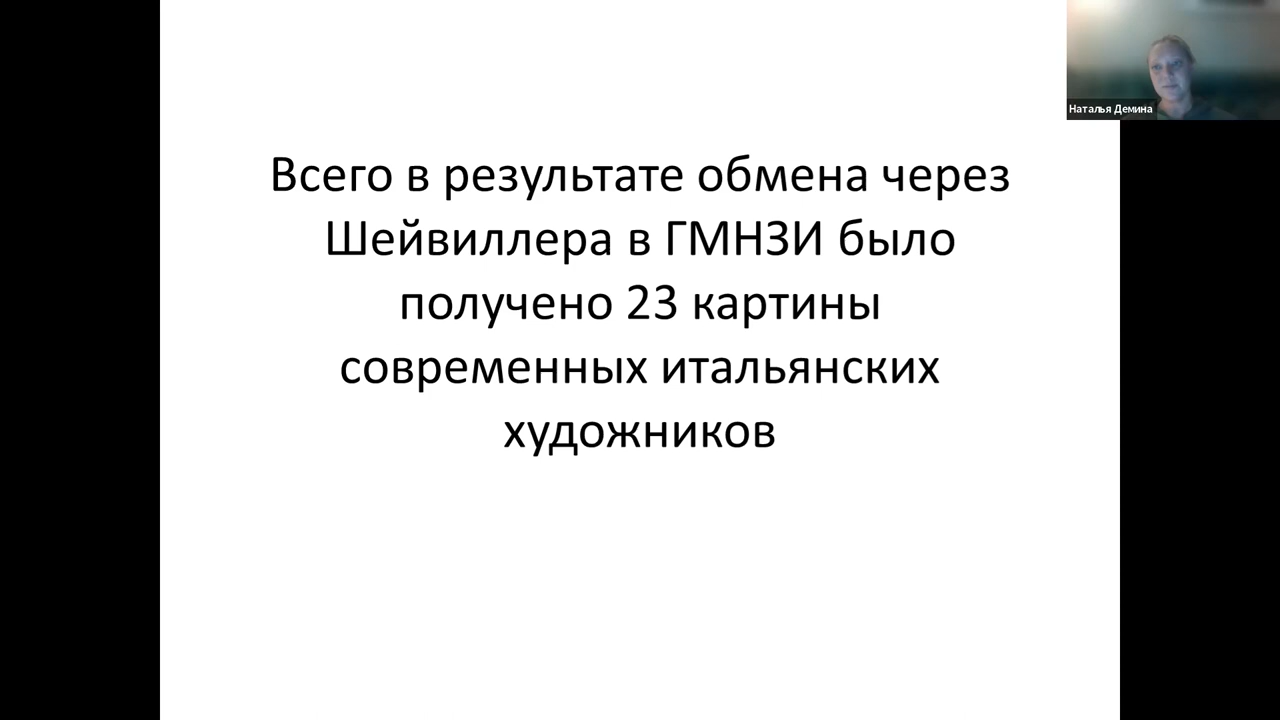 Наталья Демина
Всего в результате обмена через
Шейвиллера в ГМНЗИ было
получено 23 картины
современных итальянских
художников